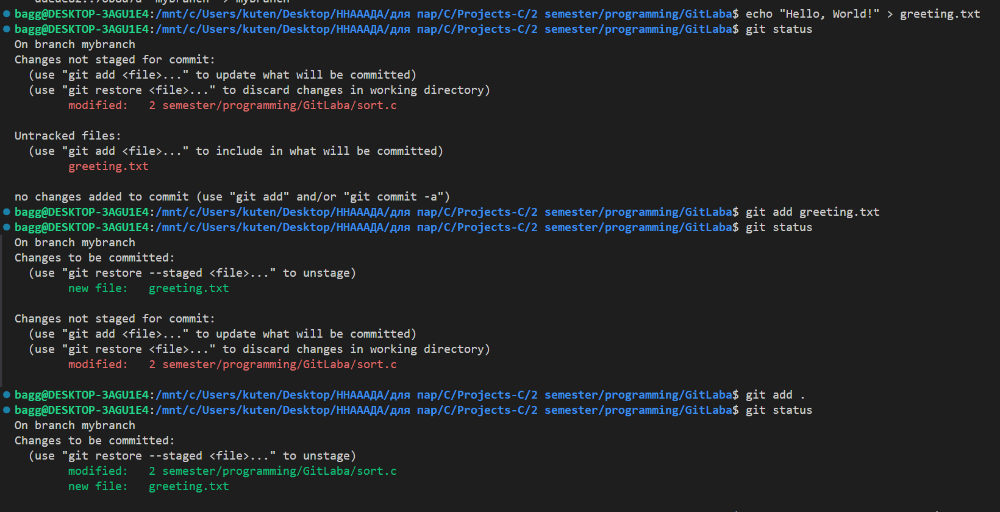 mybranch -> mybranch
bagg@DESKTOP-3AGU1E4:/mnt/c/Users/kuten/Desktop/ННАААДА/для пар/C/Projects-C/2 semester/programming/GitLaba$ echo "Hello, World!" > greeting.txt
bagg@DESKTOP-3AGU1E4:/mnt/c/Users/kuten/Desktop/ННАААДА/для пар/C/Projects-C/2 semester/programming/GitLaba$ git status
On branch mybranch
Changes not staged for commit:
  (use "git add <file>..." to update what will be committed)
  (use "git restore <file>..." to discard changes in working directory)
        modified:   2 semester/programming/GitLaba/sort.c

Untracked files:
  (use "git add <file>..." to include in what will be committed)
        greeting.txt

no changes added to commit (use "git add" and/or "git commit -a")
bagg@DESKTOP-3AGU1E4:/mnt/c/Users/kuten/Desktop/ННАААДА/для пар/C/Projects-C/2 semester/programming/GitLaba$ git add greeting.txt
bagg@DESKTOP-3AGU1E4:/mnt/c/Users/kuten/Desktop/ННАААДА/для пар/C/Projects-C/2 semester/programming/GitLaba$ git status
On branch mybranch
Changes to be committed:
  (use "git restore --staged <file>..." to unstage)
        new file:   greeting.txt

Changes not staged for commit:
  (use "git add <file>..." to update what will be committed)
  (use "git restore <file>..." to discard changes in working directory)
        modified:   2 semester/programming/GitLaba/sort.c

bagg@DESKTOP-3AGU1E4:/mnt/c/Users/kuten/Desktop/ННАААДА/для пар/C/Projects-C/2 semester/programming/GitLaba$ git add .
bagg@DESKTOP-3AGU1E4:/mnt/c/Users/kuten/Desktop/ННАААДА/для пар/C/Projects-C/2 semester/programming/GitLaba$ git status
On branch mybranch
Changes to be committed:
  (use "git restore --staged <file>..." to unstage)
        modified:   2 semester/programming/GitLaba/sort.c
        new file:   greeting.txt